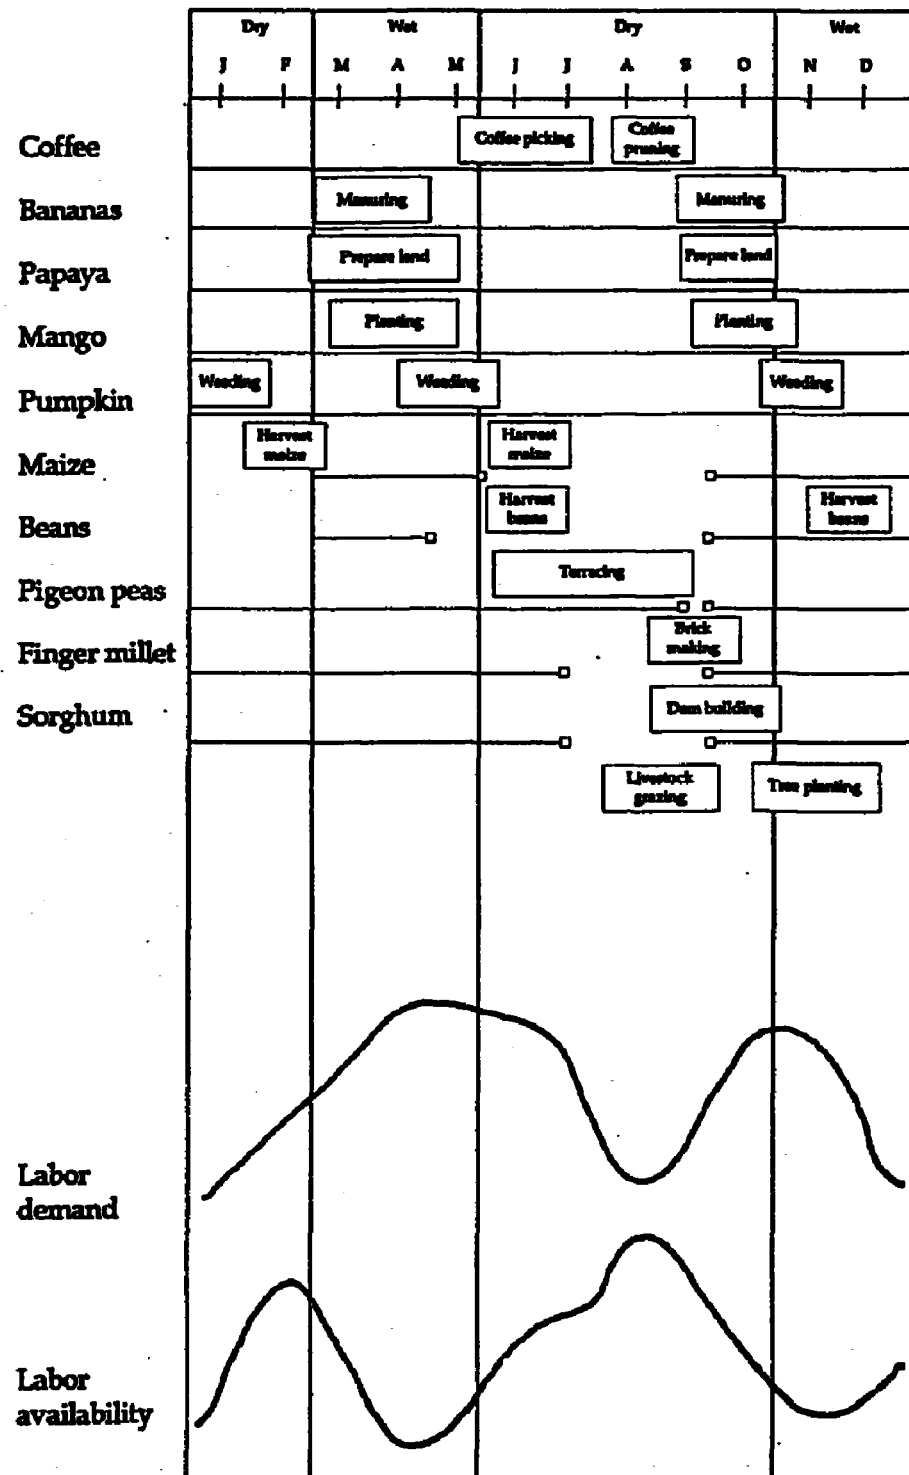 Dry Wet Dry Wet
J F M A M J J A S O N D
Coffee
Coffee picking
Coffee
pruning
Bananas
Manuring
Manuring
Papaya
Prepare land
Prepare land
Mango
Planting
Planting
Pumpkin
Weeding
Weeding
Weeding
Maize
Harvest
maize
Harvest
maize
Beans
Harvest
beans
Harvest
beans
Pigeon peas
Terracing
Finger millet
Brick
making
Sorghum
Dam building
Livestock
grazing
Tree planting
Labor
demand
Labor
availability